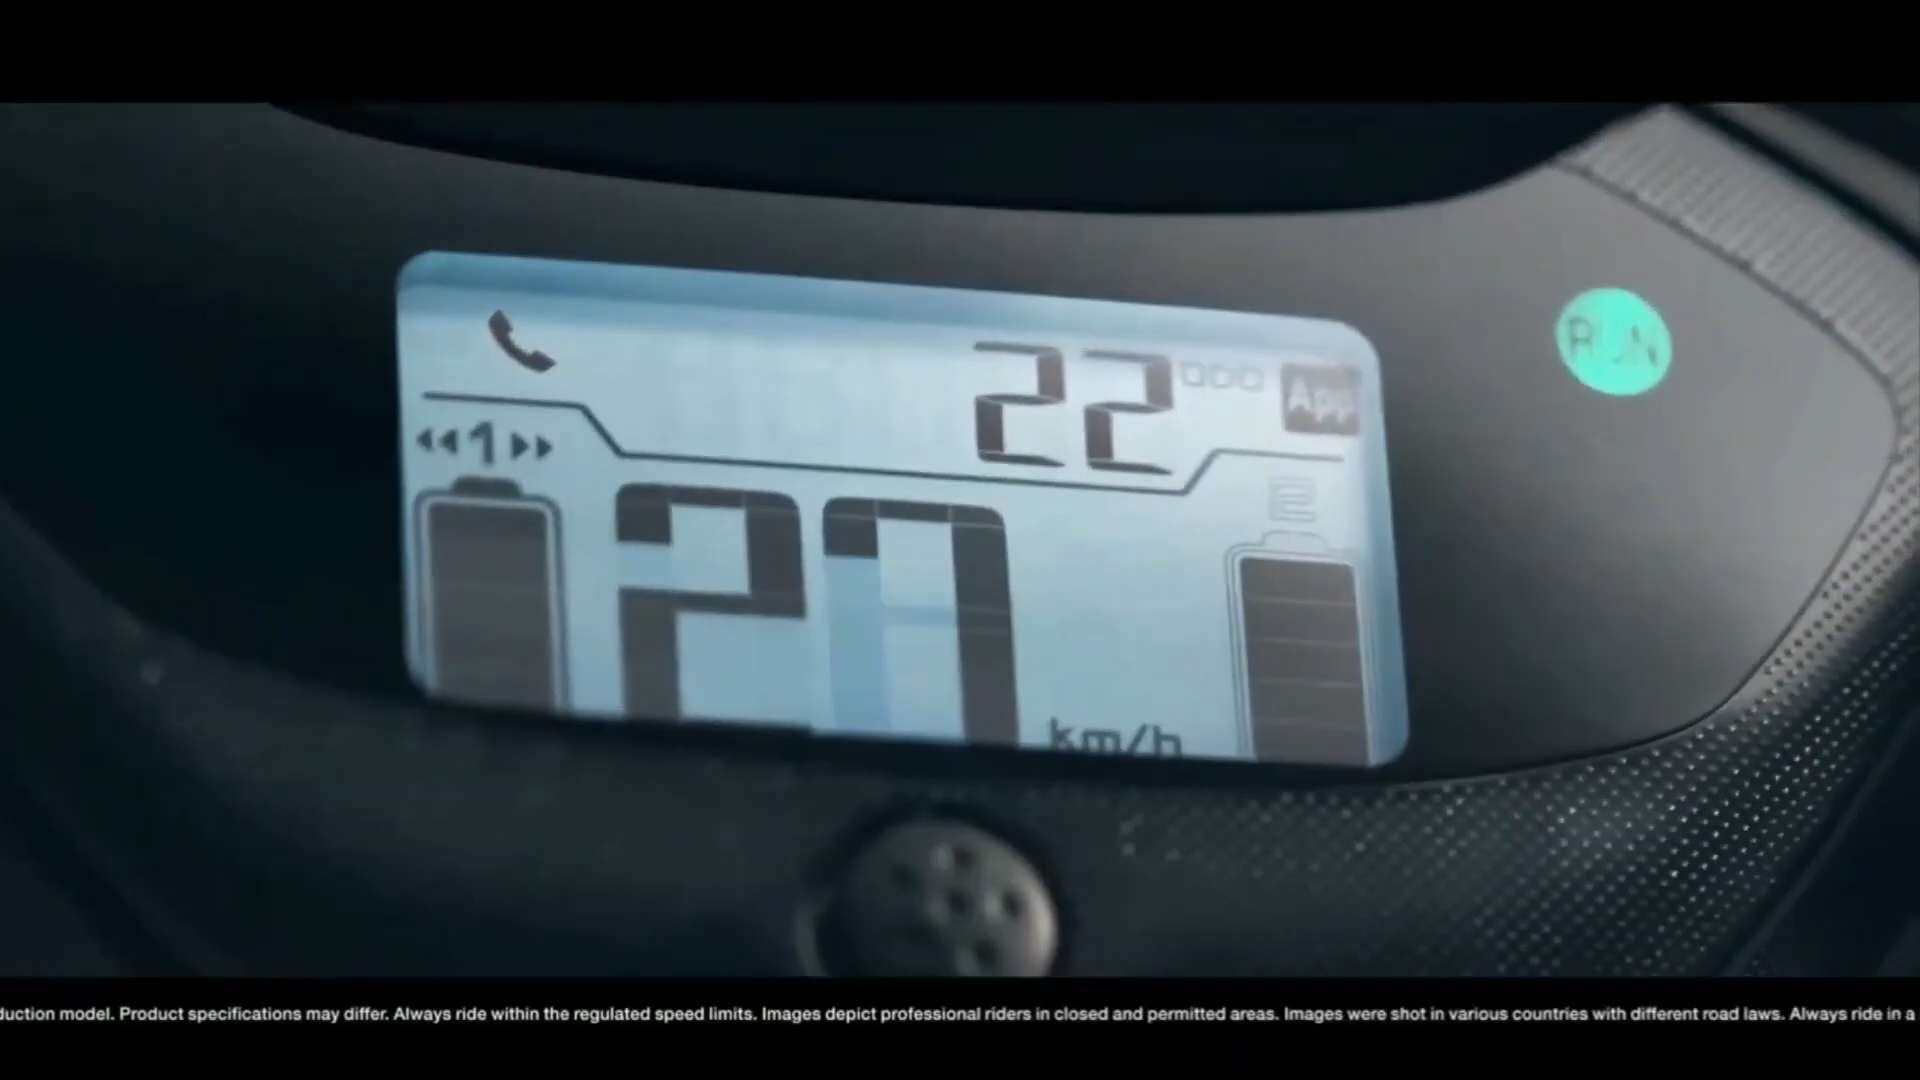 22 App
RUN
1
2
27
km/h
duction model. Product specifications may differ. Always ride within the regulated speed limits. Images depict professional riders in closed and permitted areas. Images were shot in various countries with different road laws. Always ride in a